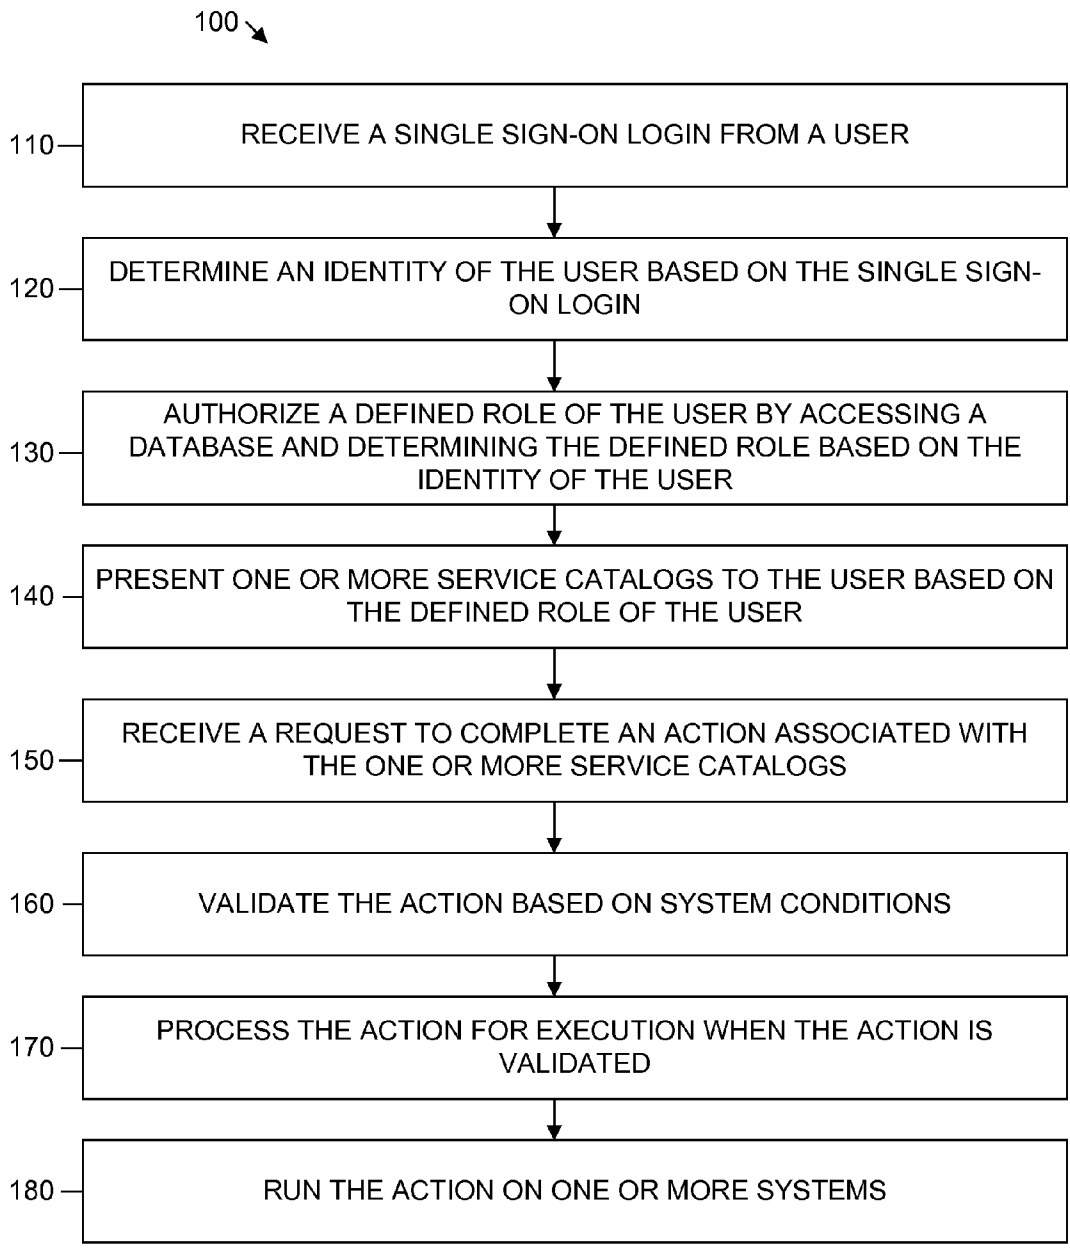 100
110
RECEIVE A SINGLE SIGN-ON LOGIN FROM A USER
120
DETERMINE AN IDENTITY OF THE USER BASED ON THE SINGLE SIGN-
ON LOGIN
130
AUTHORIZE A DEFINED ROLE OF THE USER BY ACCESSING A
DATABASE AND DETERMINING THE DEFINED ROLE BASED ON THE
IDENTITY OF THE USER
140
PRESENT ONE OR MORE SERVICE CATALOGS TO THE USER BASED ON
THE DEFINED ROLE OF THE USER
150
RECEIVE A REQUEST TO COMPLETE AN ACTION ASSOCIATED WITH
THE ONE OR MORE SERVICE CATALOGS
160
VALIDATE THE ACTION BASED ON SYSTEM CONDITIONS
170
PROCESS THE ACTION FOR EXECUTION WHEN THE ACTION IS
VALIDATED
180
RUN THE ACTION ON ONE OR MORE SYSTEMS